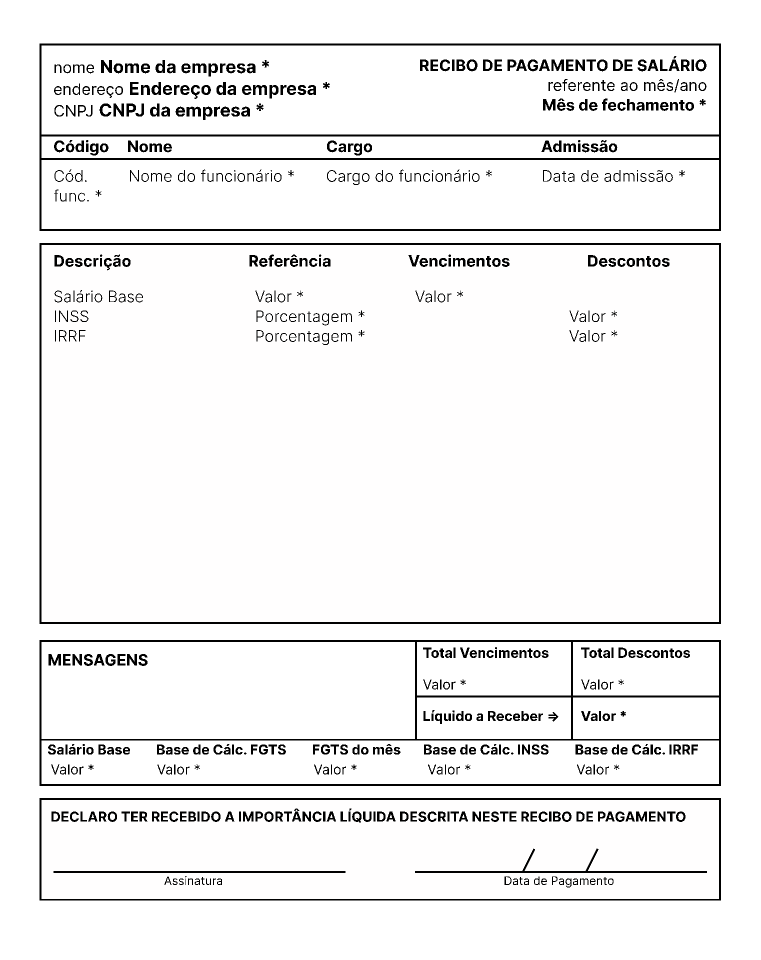 nome Nome da empresa *
endereço Endereço da empresa *
CNPJ CNPJ da empresa *
RECIBO DE PAGAMENTO DE SALÁRIO
referente ao mês/ano
Mês de fechamento *
Código Nome Cargo Admissão
Cód. func. * Nome do funcionário * Cargo do funcionário * Data de admissão *
Descrição Referência Vencimentos Descontos
Salário Base Valor * Valor *
INSS Porcentagem * Valor *
IRRF Porcentagem * Valor *
MENSAGENS
Total Vencimentos Total Descontos
Valor * Valor *
Líquido a Receber ⇒ Valor *
Salário Base Base de Cálc. FGTS FGTS do mês Base de Cálc. INSS Base de Cálc. IRRF
Valor * Valor * Valor * Valor * Valor *
DECLARO TER RECEBIDO A IMPORTÂNCIA LÍQUIDA DESCRITA NESTE RECIBO DE PAGAMENTO
/ /
Assinatura Data de Pagamento